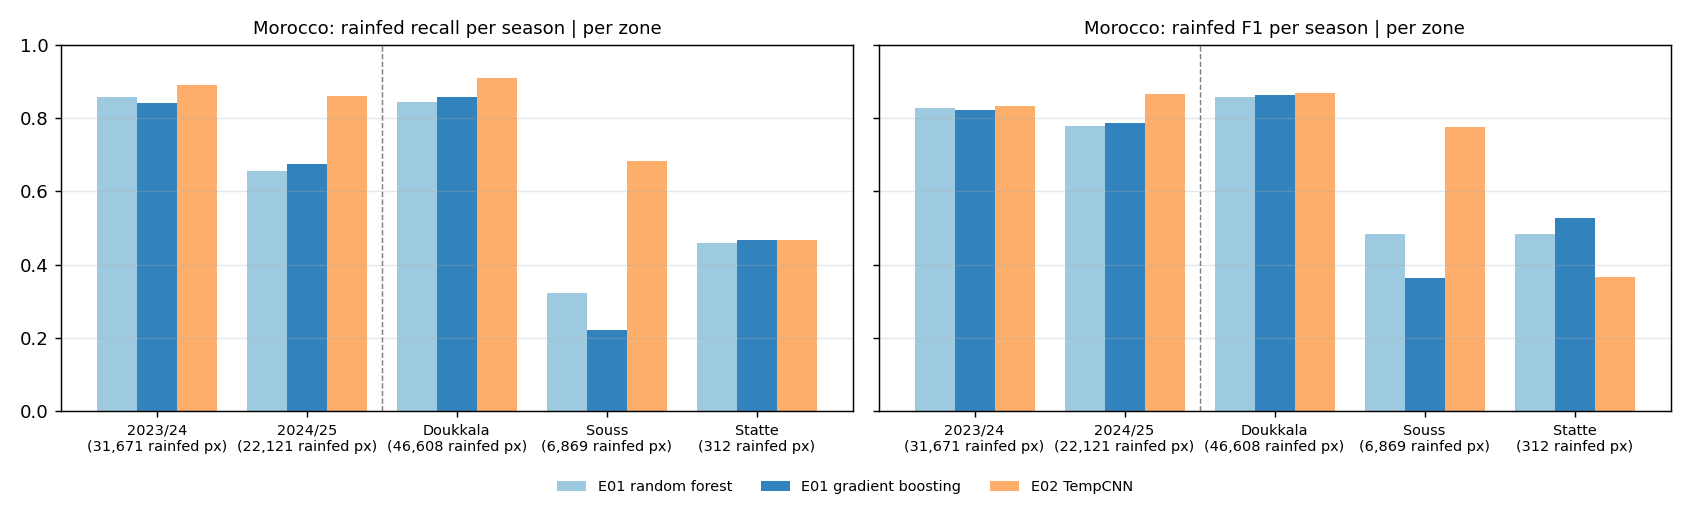 Morocco: rainfed recall per season | per zone
1.0
0.8
0.6
0.4
0.2
0.0
2023/24
(31,671 rainfed px)
2024/25
(22,121 rainfed px)
Doukkala
(46,608 rainfed px)
Souss
(6,869 rainfed px)
Statte
(312 rainfed px)
Morocco: rainfed F1 per season | per zone
2023/24
(31,671 rainfed px)
2024/25
(22,121 rainfed px)
Doukkala
(46,608 rainfed px)
Souss
(6,869 rainfed px)
Statte
(312 rainfed px)
E01 random forest
E01 gradient boosting
E02 TempCNN